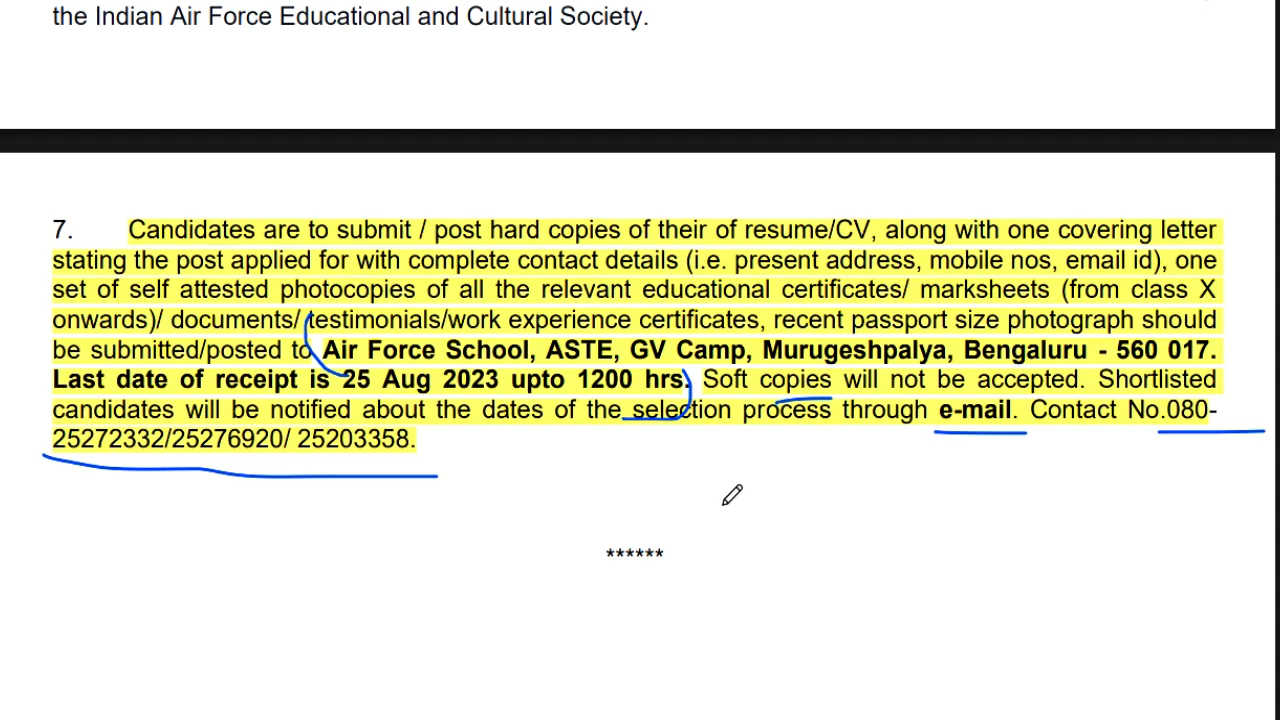 the Indian Air Force Educational and Cultural Society.
7. Candidates are to submit / post hard copies of their of resume/CV, along with one covering letter
stating the post applied for with complete contact details (i.e. present address, mobile nos, email id), one
set of self attested photocopies of all the relevant educational certificates/ marksheets (from class X
onwards)/ documents/ testimonials/work experience certificates, recent passport size photograph should
be submitted/posted to Air Force School, ASTE, GV Camp, Murugeshpalya, Bengaluru - 560 017.
Last date of receipt is 25 Aug 2023 upto 1200 hrs. Soft copies will not be accepted. Shortlisted
candidates will be notified about the dates of the selection process through e-mail. Contact No.080-
25272332/25276920/ 25203358.
******